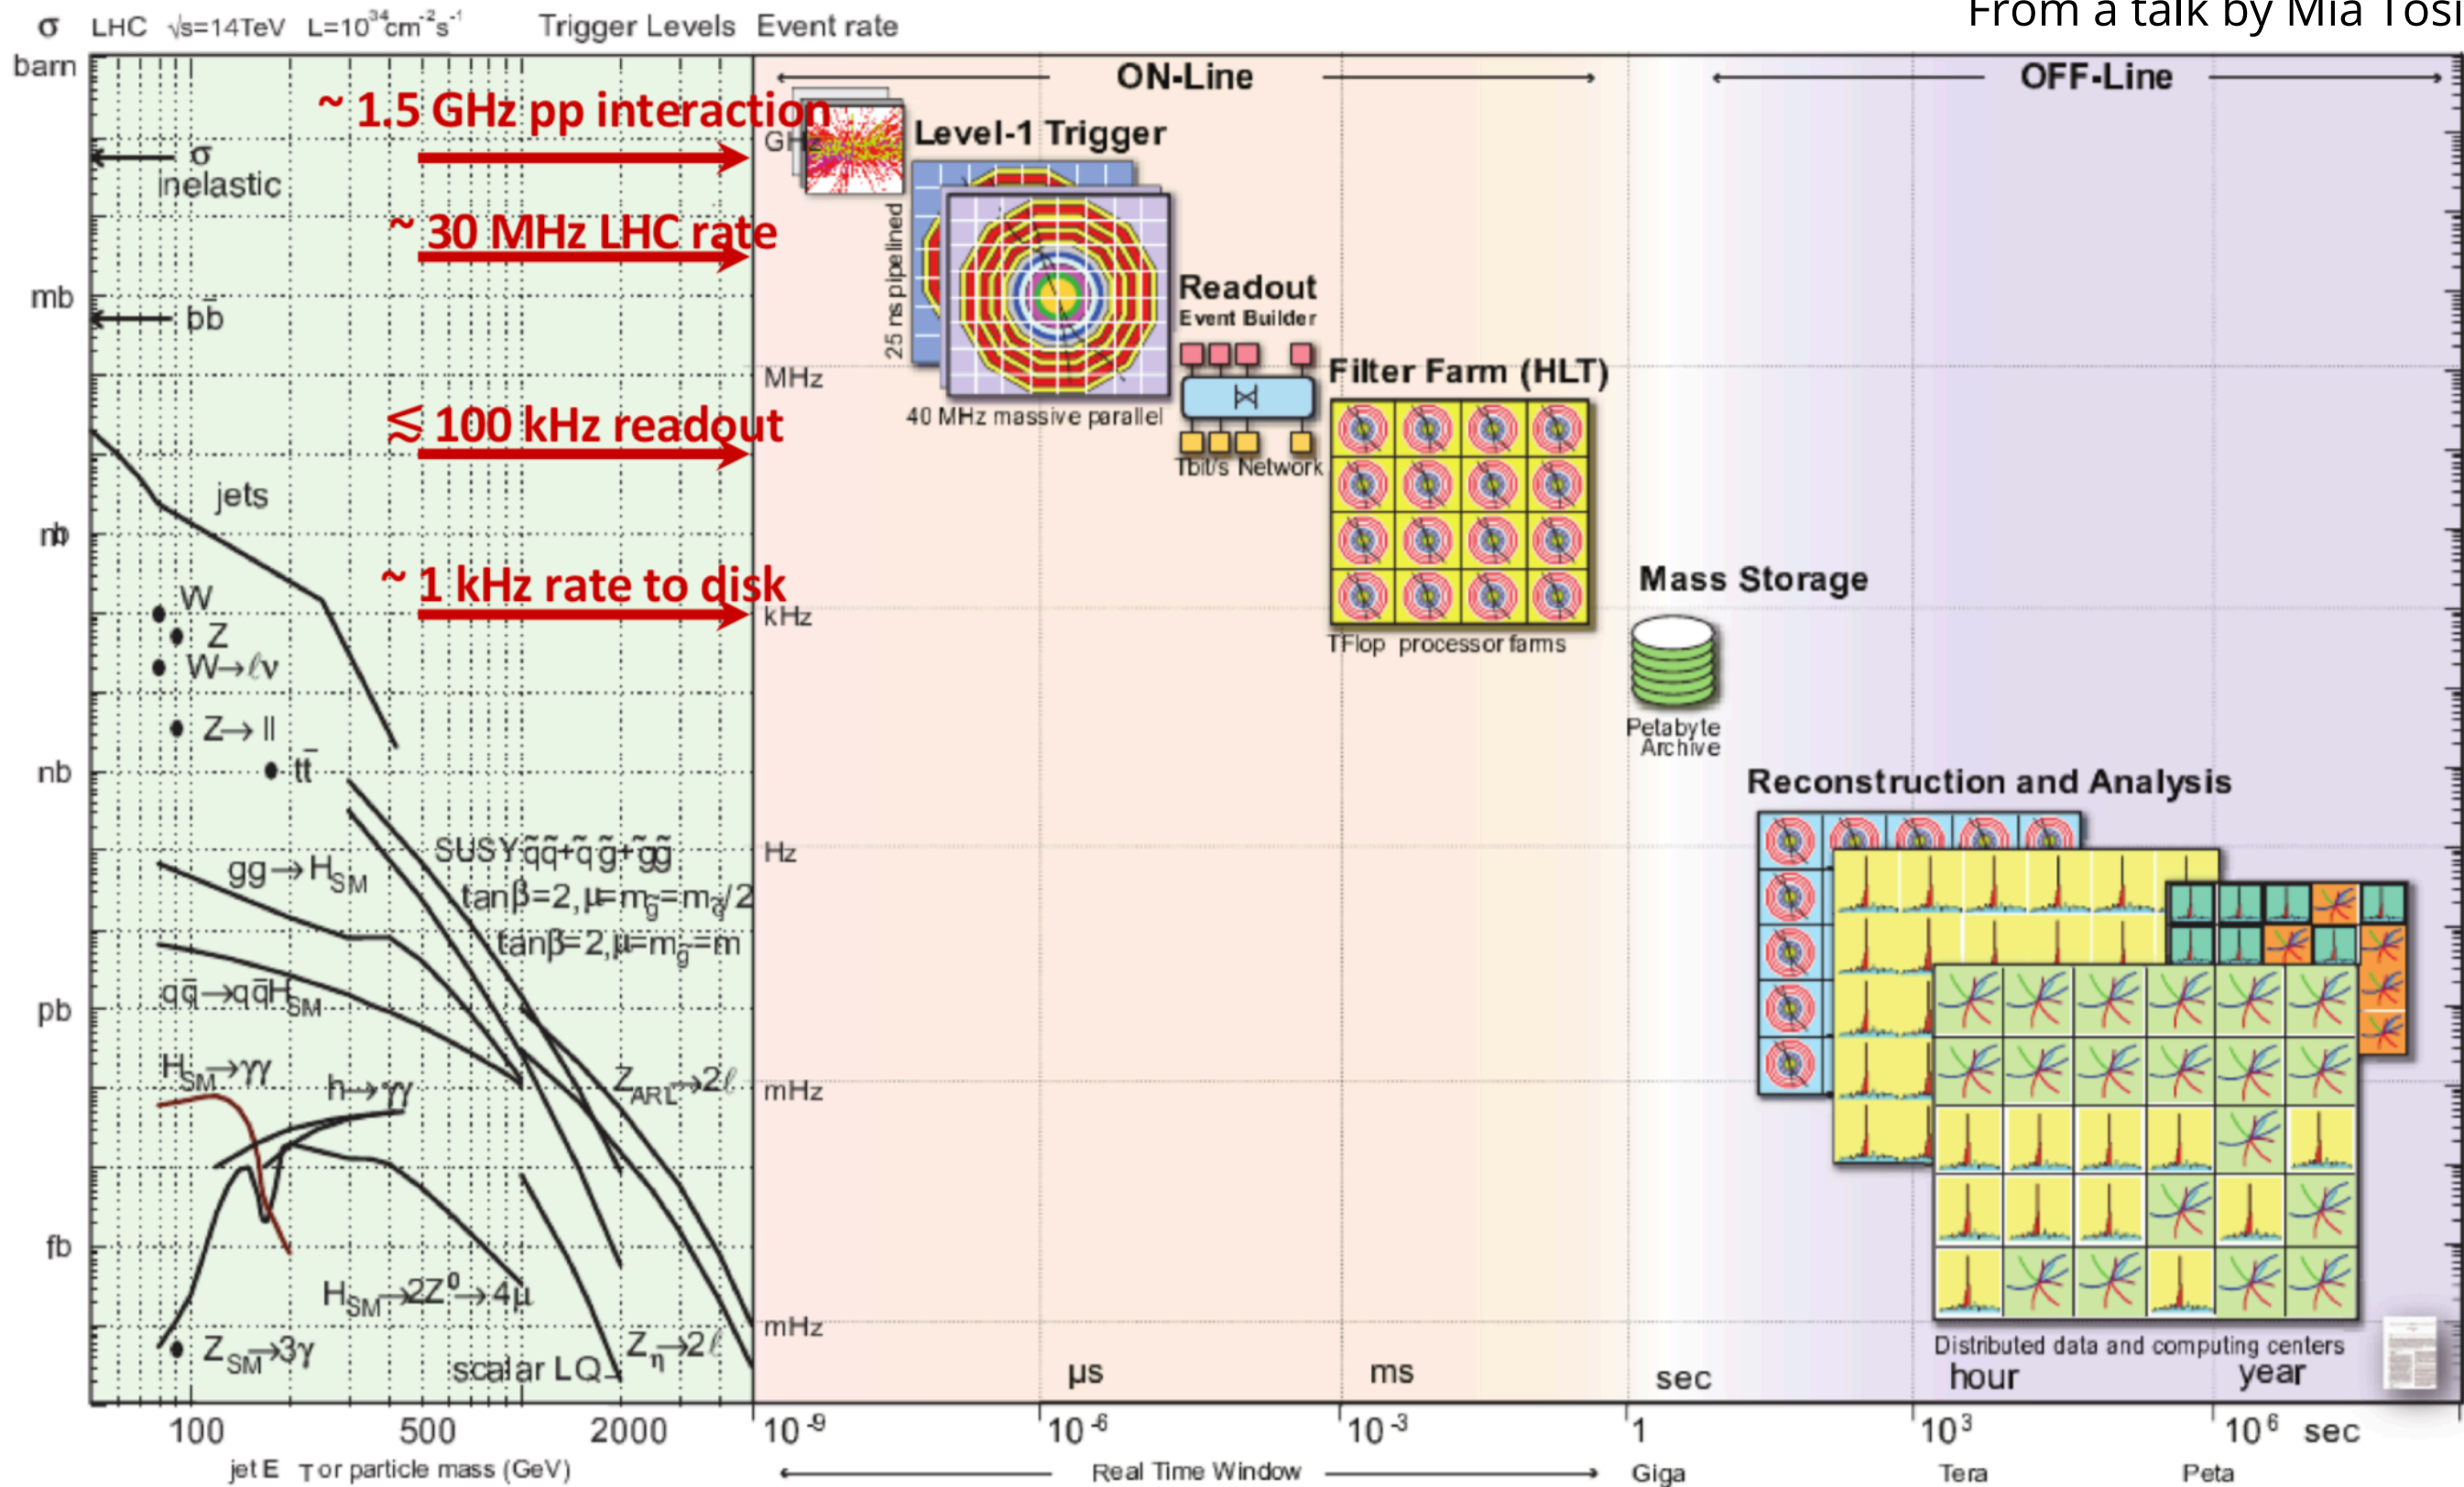 From a talk by Mia Tosi
σ LHC √s=14TeV L=10³⁴cm⁻²s⁻¹ Trigger Levels Event rate
barn
ON-Line
OFF-Line
~ 1.5 GHz pp interaction
GHz
Level-1 Trigger
σ
inelastic
25 ns pipelined
~ 30 MHz LHC rate
Readout
Event Builder
mb
bb̄
MHz
Filter Farm (HLT)
40 MHz massive parallel
≲ 100 kHz readout
Tbit/s Network
jets
~ 1 kHz rate to disk
kHz
Mass Storage
W
Z
W→ℓν
TFlop processor farms
Z→ ll
Petabyte
Archive
nb
tt̄
Reconstruction and Analysis
SUSY q̃q̃+q̃g̃+g̃g̃
Hz
gg→H_SM
tanβ=2,μ=m_g̃=m_q̃/2
tanβ=2,μ=m_g̃=m
qq̄→qq̄H_SM
pb
H_SM→γγ
h→γγ
Z_ARL→2ℓ
mHz
fb
H_SM→2Z⁰→4μ
mHz
Z_SM→3γ
scalar LQ
Z_η→2ℓ
Distributed data and computing centers
μs
ms
sec
hour
year
100 500 2000
10⁻⁹ 10⁻⁶ 10⁻³ 1 10³ 10⁶ sec
jet E T or particle mass (GeV)
Real Time Window
Giga Tera Peta